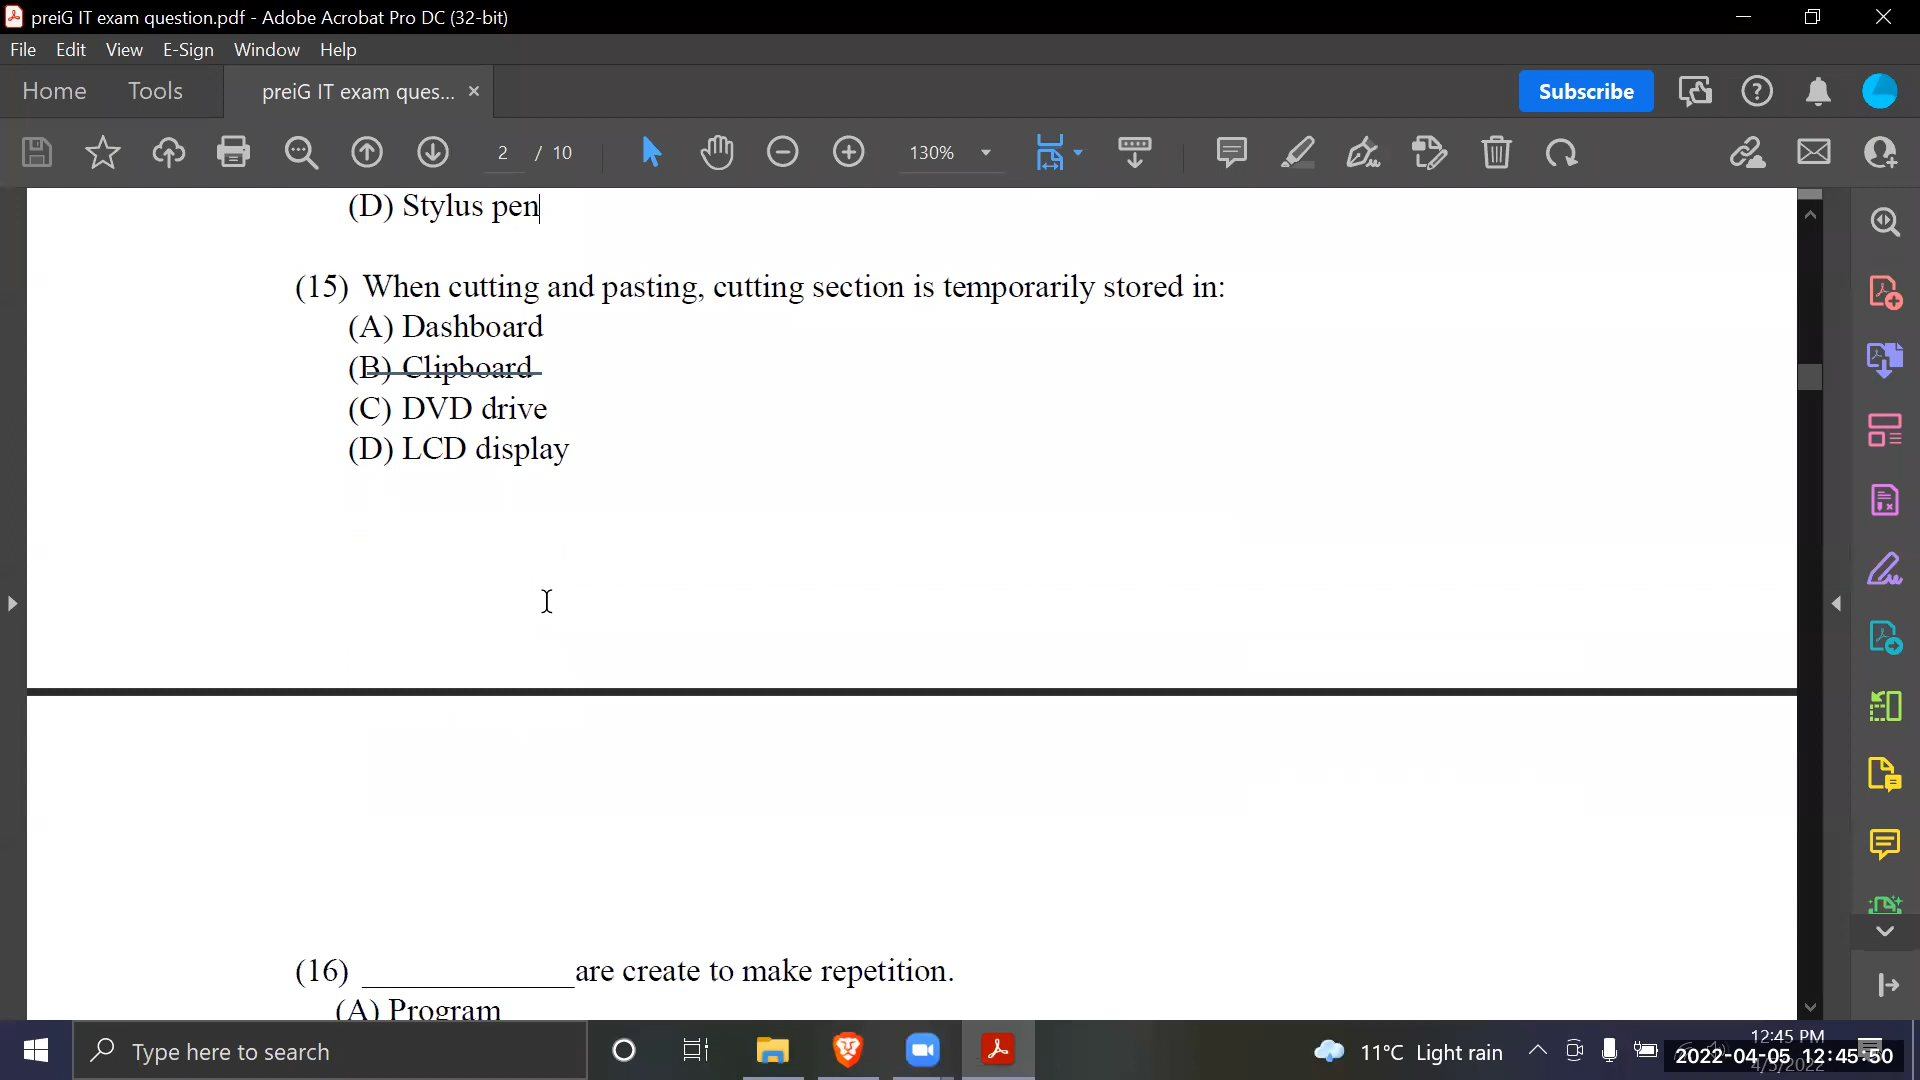 preiG IT exam question.pdf - Adobe Acrobat Pro DC (32-bit)
File Edit View E-Sign Window Help
Home Tools preiG IT exam ques... × Subscribe
2 / 10 130%
(D) Stylus pen
(15) When cutting and pasting, cutting section is temporarily stored in:
(A) Dashboard
(B) Clipboard
(C) DVD drive
(D) LCD display
(16) _____________are create to make repetition.
(A) Program
Type here to search
11°C Light rain
12:45 PM
2022-04-05 12:45:50